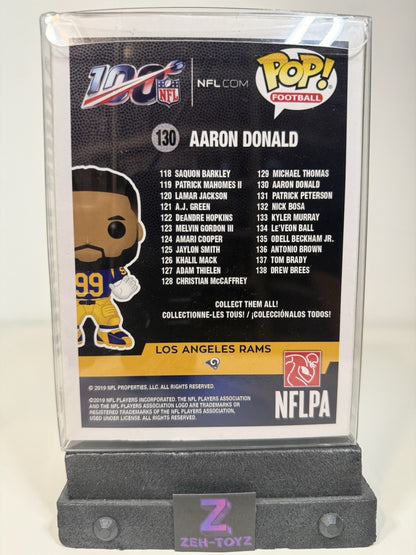 100
NFL
NFL.COM
POP!
FOOTBALL
130 AARON DONALD
118 SAQUON BARKLEY
119 PATRICK MAHOMES II
120 LAMAR JACKSON
121 A.J. GREEN
122 DeANDRE HOPKINS
123 MELVIN GORDON III
124 AMARI COOPER
125 JAYLON SMITH
126 KHALIL MACK
127 ADAM THIELEN
128 CHRISTIAN McCAFFREY
129 MICHAEL THOMAS
130 AARON DONALD
131 PATRICK PETERSON
132 NICK BOSA
133 KYLER MURRAY
134 Le'VEON BALL
135 ODELL BECKHAM JR.
136 ANTONIO BROWN
137 TOM BRADY
138 DREW BREES
COLLECT THEM ALL!
COLLECTIONNE-LES TOUS! / ¡COLECCIÓNALOS TODOS!
99
LOS ANGELES RAMS
©2019 NFL PROPERTIES, LLC. ALL RIGHTS RESERVED.
©2019 NFL PLAYERS INCORPORATED. THE NFL PLAYERS ASSOCIATION
AND THE NFL PLAYERS ASSOCIATION LOGO ARE TRADEMARKS OR
REGISTERED TRADEMARKS OF THE NFL PLAYERS ASSOCIATION,
USED UNDER LICENSE. ALL RIGHTS RESERVED.
NFLPA
Z
ZEH-TOYZ